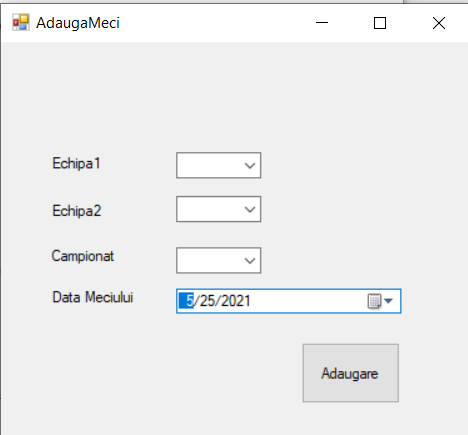 AdaugaMeci
Echipa1
Echipa2
Campionat
Data Meciului 5/25/2021
Adaugare